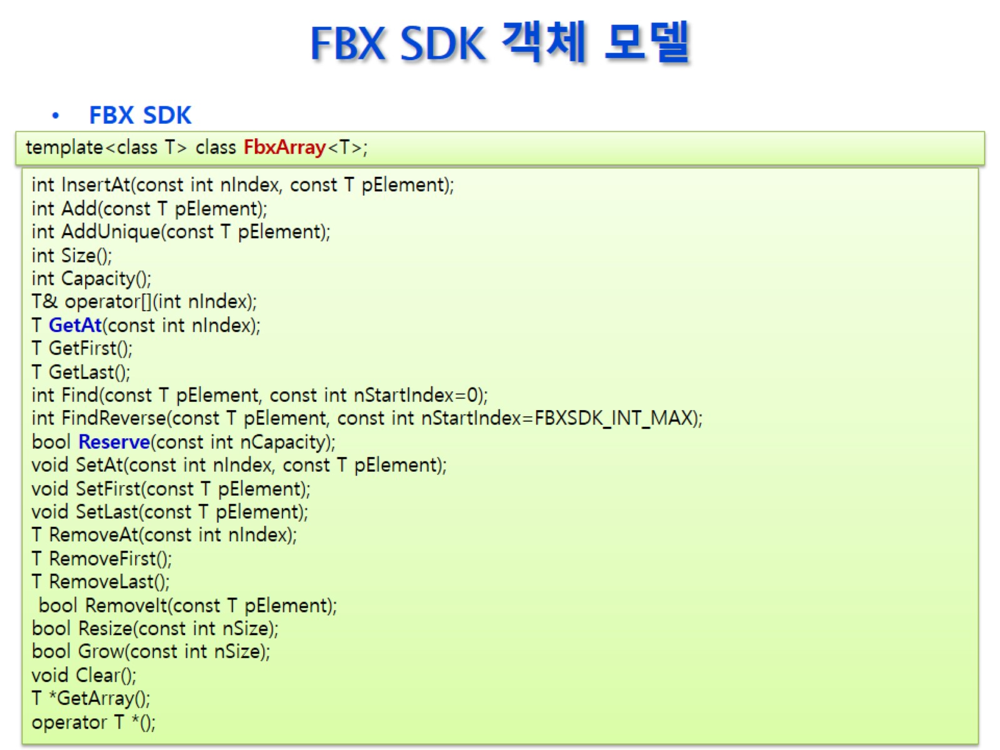 FBX SDK 객체 모델
• FBX SDK
template<class T> class FbxArray<T>;
int InsertAt(const int nIndex, const T pElement);
int Add(const T pElement);
int AddUnique(const T pElement);
int Size();
int Capacity();
T& operator[](int nIndex);
T GetAt(const int nIndex);
T GetFirst();
T GetLast();
int Find(const T pElement, const int nStartIndex=0);
int FindReverse(const T pElement, const int nStartIndex=FBXSDK_INT_MAX);
bool Reserve(const int nCapacity);
void SetAt(const int nIndex, const T pElement);
void SetFirst(const T pElement);
void SetLast(const T pElement);
T RemoveAt(const int nIndex);
T RemoveFirst();
T RemoveLast();
bool RemoveIt(const T pElement);
bool Resize(const int nSize);
bool Grow(const int nSize);
void Clear();
T *GetArray();
operator T *();